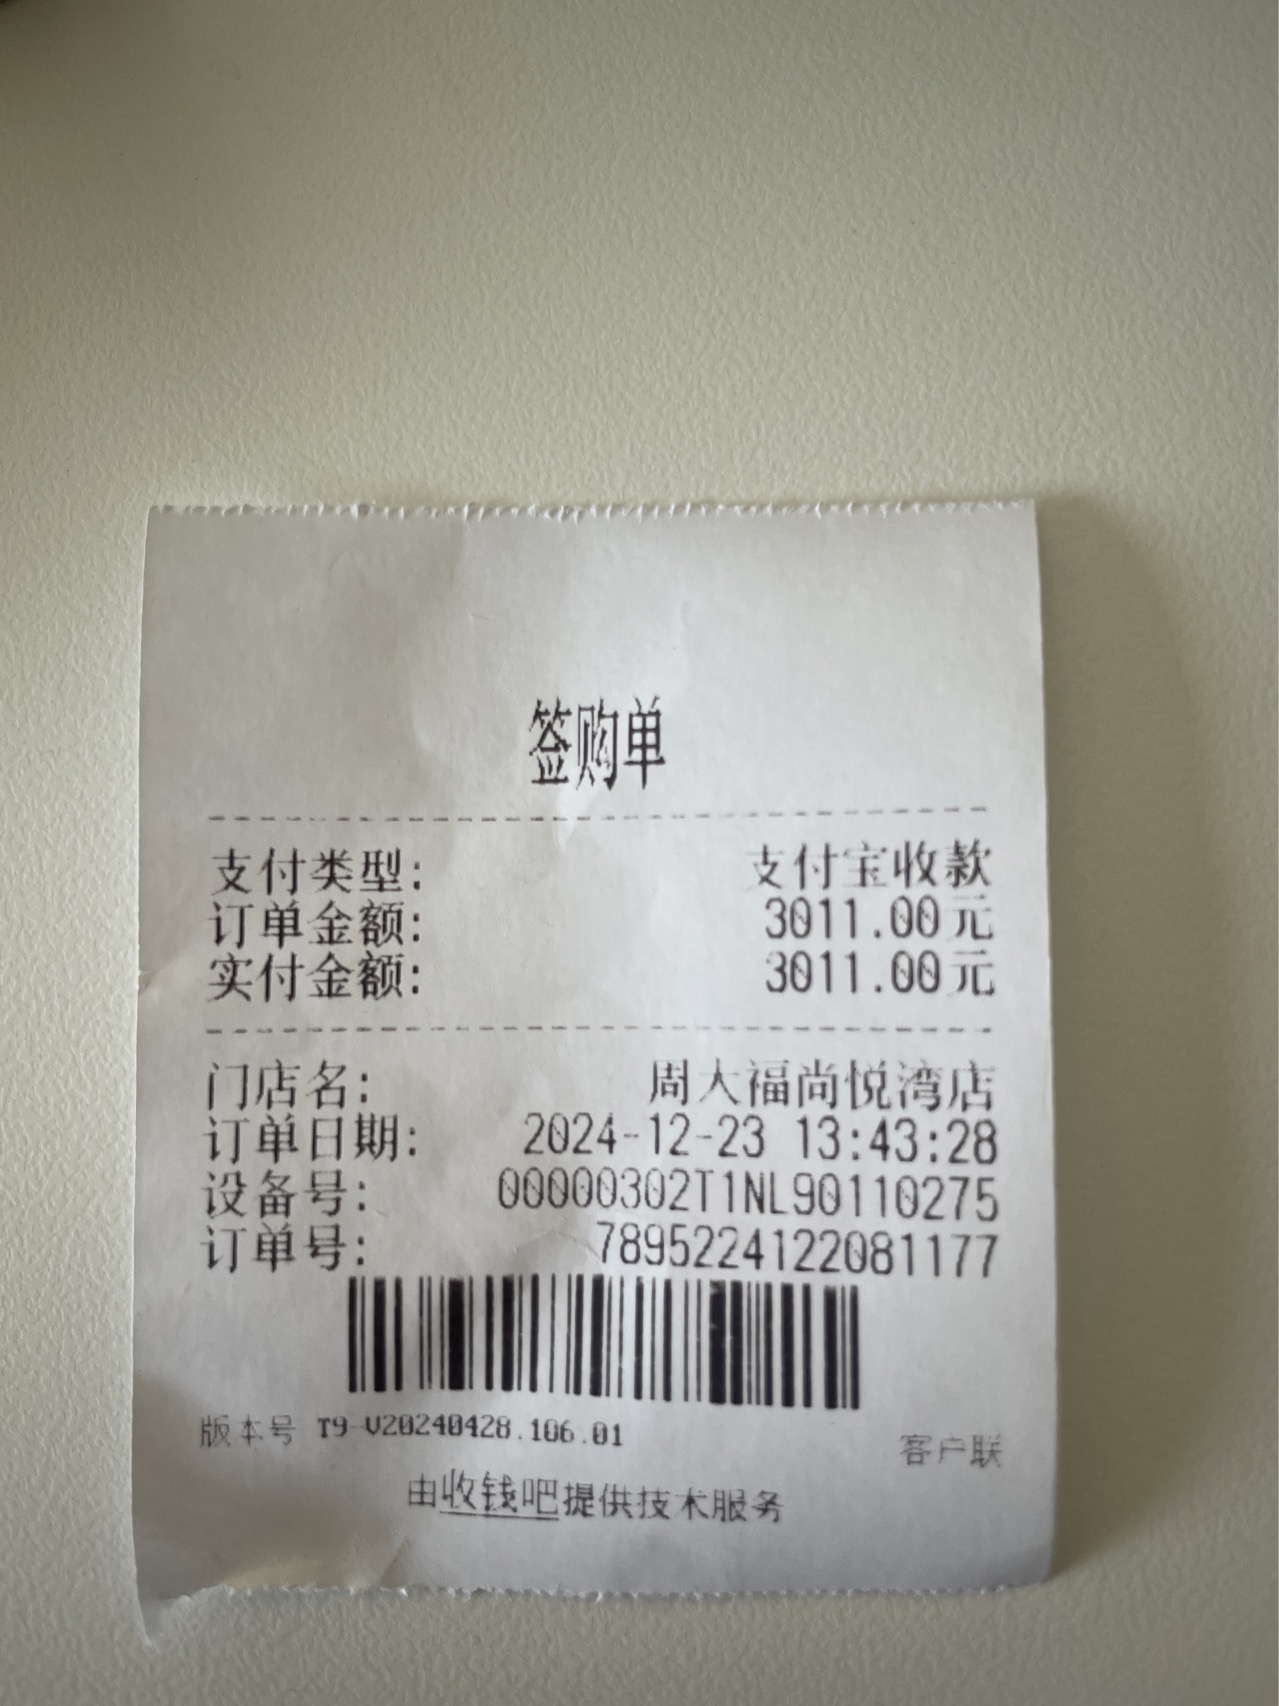 签购单
支付类型: 支付宝收款
订单金额: 3011.00元
实付金额: 3011.00元
门店名: 周大福尚悦湾店
订单日期: 2024-12-23 13:43:28
设备号: 00000302T1NL90110275
订单号: 7895224122081177
版本号 T9-V20240428.106.01
客户联
由收钱吧提供技术服务